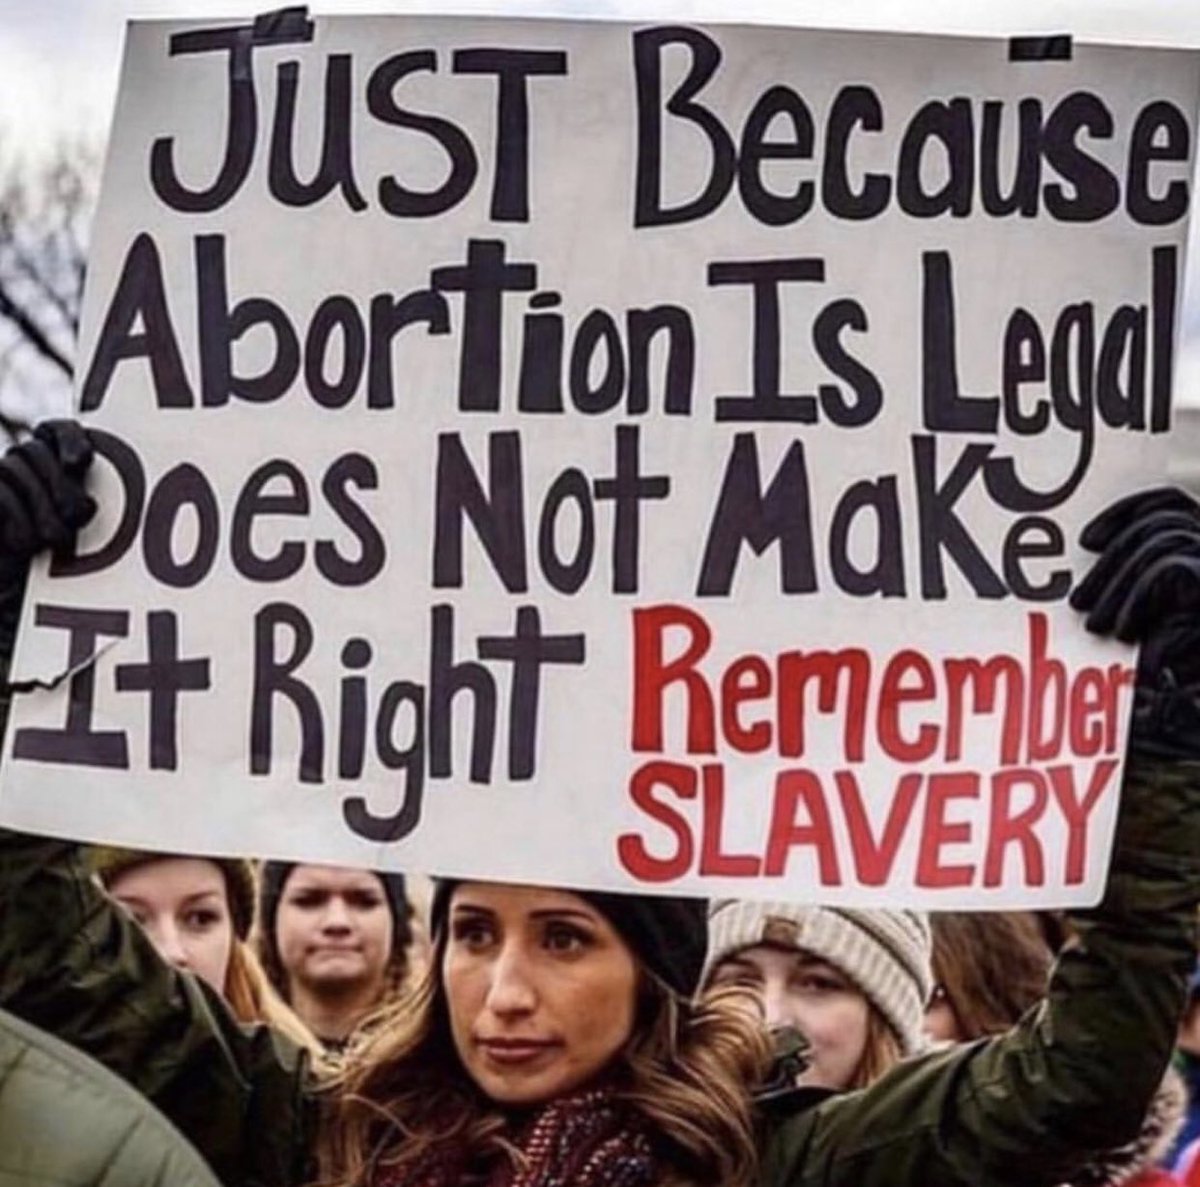 JUST Because
Abortion Is Legal
Does Not Make
It Right Remember
SLAVERY